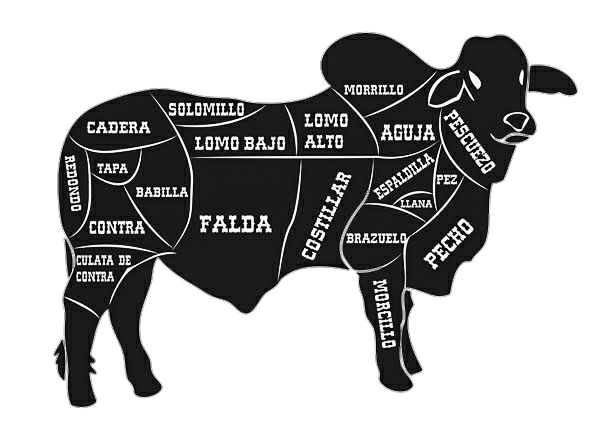 MORRILLO
SOLOMILLO
CADERA
LOMO BAJO
LOMO
ALTO
AGUJA
PESCUEZO
REDONDO
TAPA
BABILLA
ESPALDILLA
PEZ
LLANA
CONTRA
FALDA
COSTILLAR
BRAZUELO
PECHO
CULATA DE
CONTRA
MORCILLO